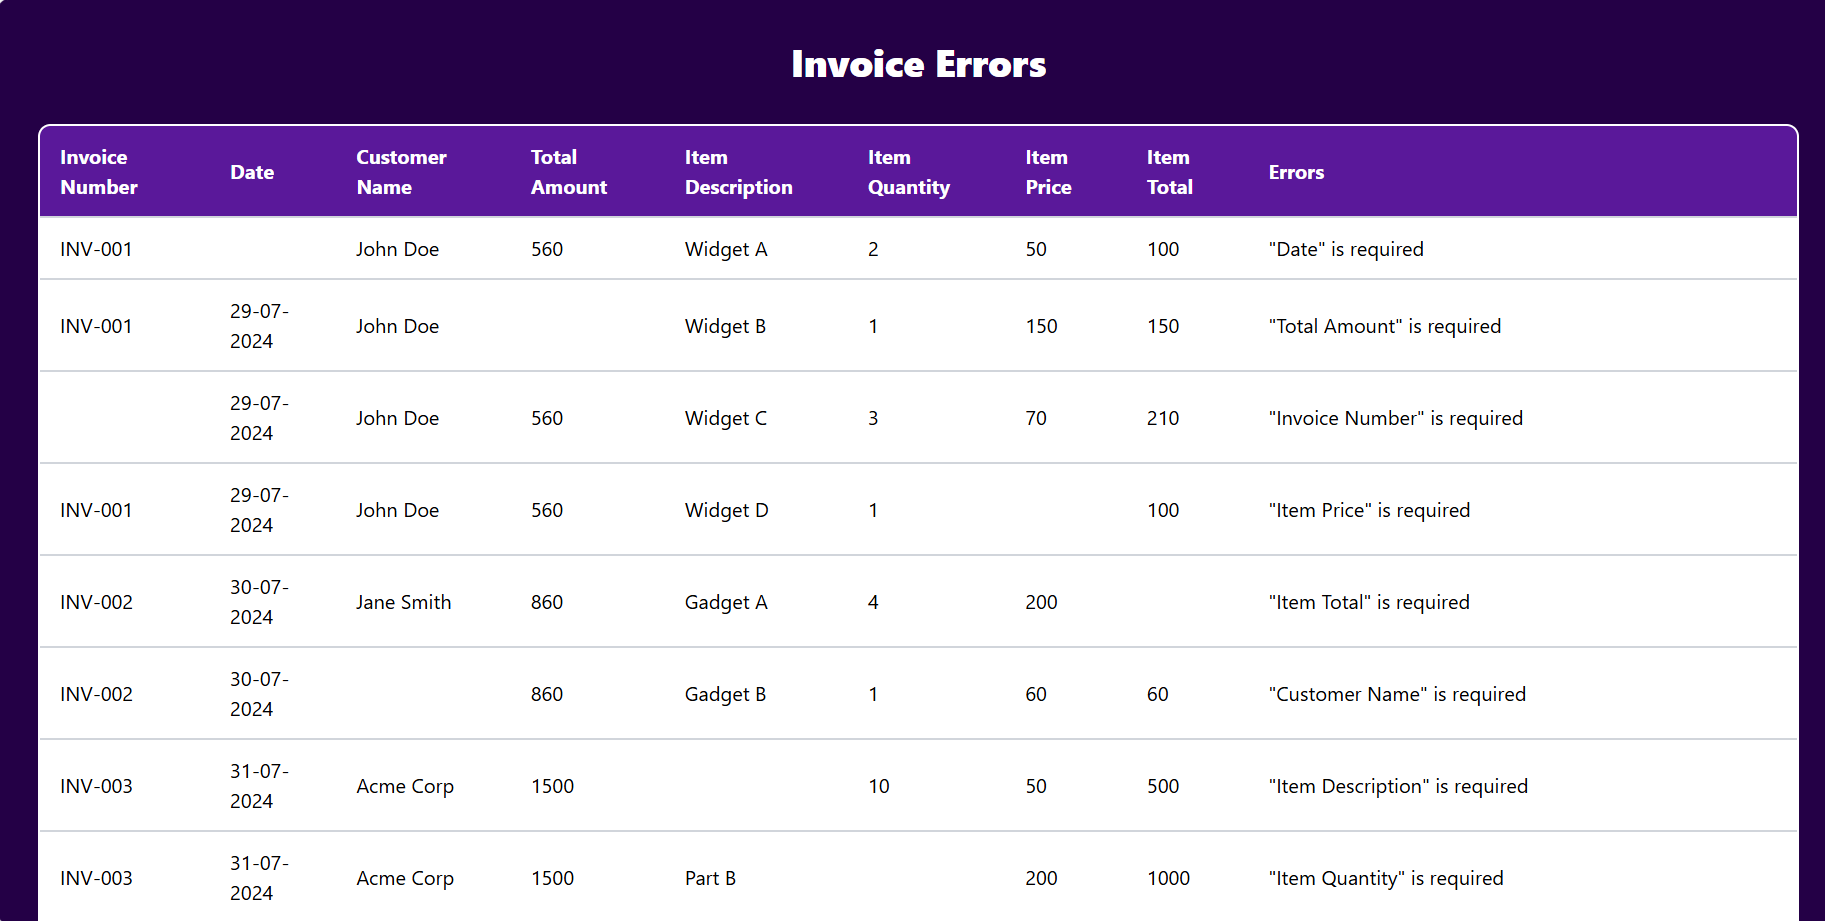 Invoice Errors
Invoice Number Date Customer Name Total Amount Item Description Item Quantity Item Price Item Total Errors
INV-001 John Doe 560 Widget A 2 50 100 "Date" is required
INV-001 29-07-2024 John Doe Widget B 1 150 150 "Total Amount" is required
29-07-2024 John Doe 560 Widget C 3 70 210 "Invoice Number" is required
INV-001 29-07-2024 John Doe 560 Widget D 1 100 "Item Price" is required
INV-002 30-07-2024 Jane Smith 860 Gadget A 4 200 "Item Total" is required
INV-002 30-07-2024 860 Gadget B 1 60 60 "Customer Name" is required
INV-003 31-07-2024 Acme Corp 1500 10 50 500 "Item Description" is required
INV-003 31-07-2024 Acme Corp 1500 Part B 200 1000 "Item Quantity" is required